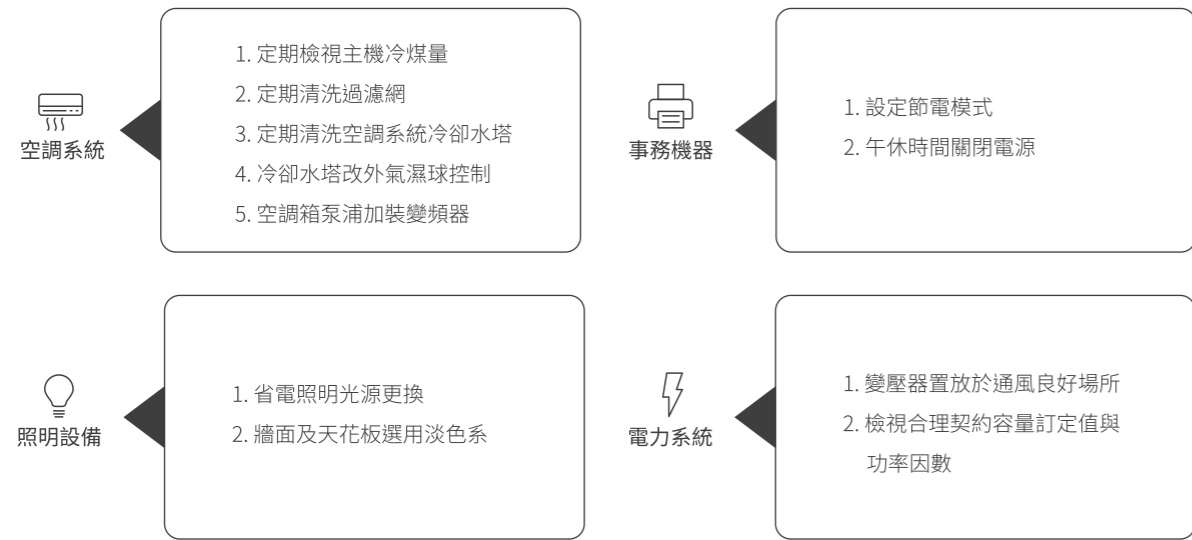 空調系統
1. 定期檢視主機冷煤量
2. 定期清洗過濾網
3. 定期清洗空調系統冷卻水塔
4. 冷卻水塔改外氣濕球控制
5. 空調箱泵浦加裝變頻器
事務機器
1. 設定節電模式
2. 午休時間關閉電源
照明設備
1. 省電照明光源更換
2. 牆面及天花板選用淡色系
電力系統
1. 變壓器置放於通風良好場所
2. 檢視合理契約容量訂定值與
功率因數